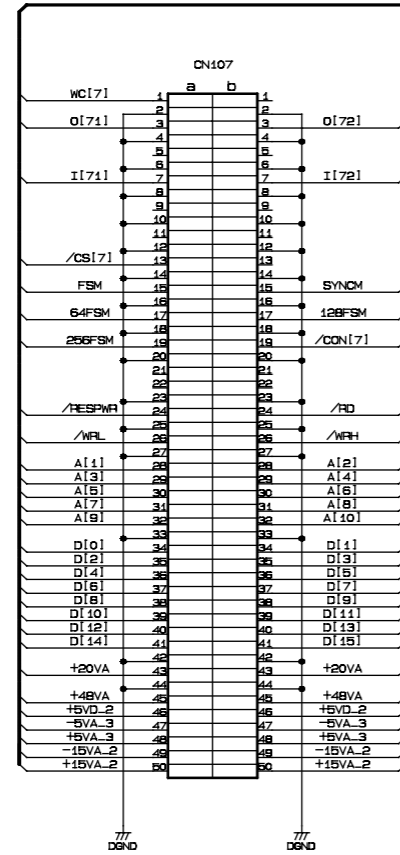 CN107
a b
WC[7] 1 1
2 2
O[71] 3 3 O[72]
4 4
5 5
6 6
I[71] 7 7 I[72]
8 8
9 9
10 10
11 11
12 12
/CS[7] 13 13
14 14
FSM 15 15 SYNCM
16 16
64FSM 17 17 128FSM
18 18
256FSM 19 19 /CON[7]
20 20
21 21
22 22
23 23
/RESPWR 24 24 /RD
25 25
/WRL 26 26 /WRH
27 27
A[1] 28 28 A[2]
A[3] 29 29 A[4]
A[5] 30 30 A[6]
A[7] 31 31 A[8]
A[9] 32 32 A[10]
33 33
D[0] 34 34 D[1]
D[2] 35 35 D[3]
D[4] 36 36 D[5]
D[6] 37 37 D[7]
D[8] 38 38 D[9]
D[10] 39 39 D[11]
D[12] 40 40 D[13]
D[14] 41 41 D[15]
42 42
+20VA 43 43 +20VA
44 44
+48VA 45 45 +48VA
+5VD_2 46 46 +5VD_2
-5VA_3 47 47 -5VA_3
+5VA_3 48 48 +5VA_3
-15VA_2 49 49 -15VA_2
+15VA_2 50 50 +15VA_2
DGND DGND